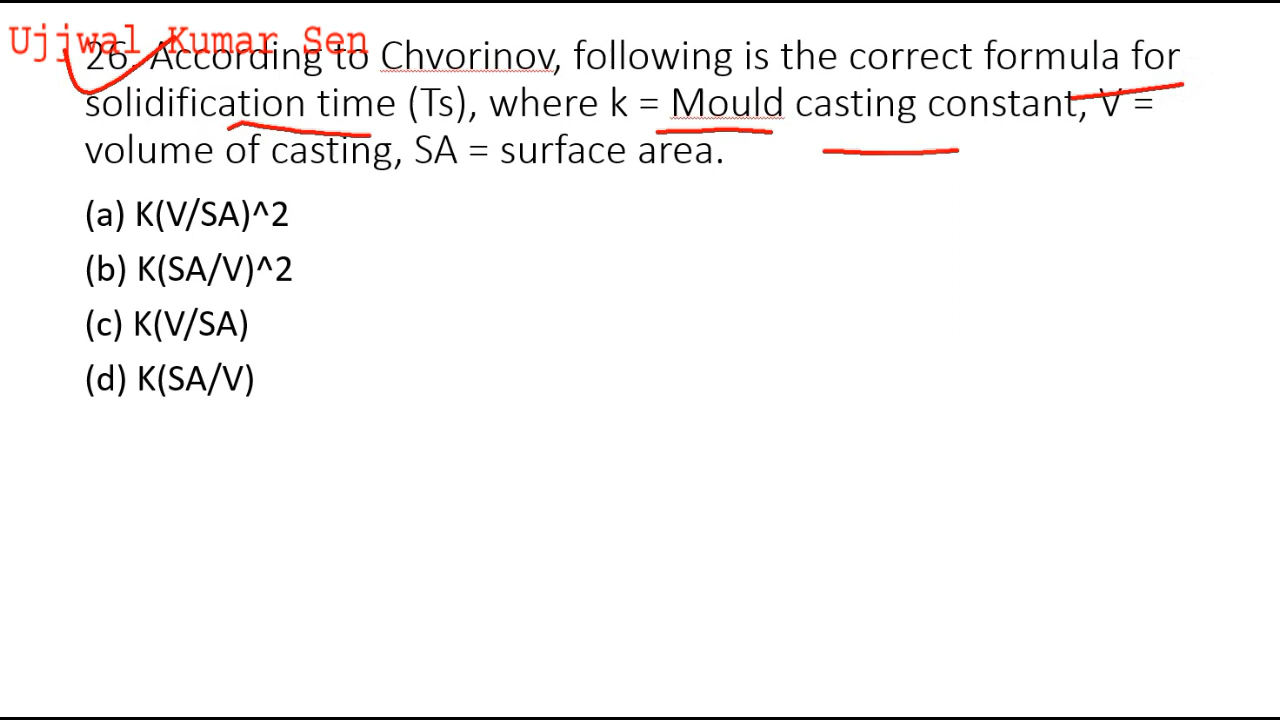 Ujjwal Kumar Sen
26. According to Chvorinov, following is the correct formula for
solidification time (Ts), where k = Mould casting constant, V =
volume of casting, SA = surface area.
(a) K(V/SA)^2
(b) K(SA/V)^2
(c) K(V/SA)
(d) K(SA/V)